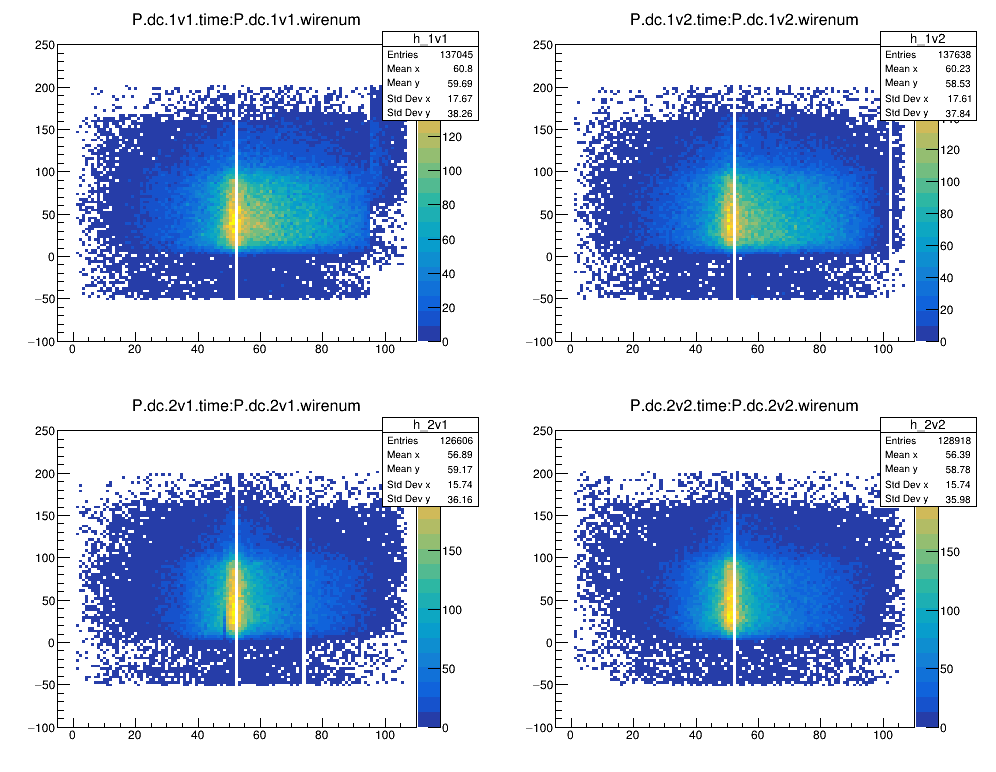 P.dc.1v1.time:P.dc.1v1.wirenum
h_1v1
Entries 137045
Mean x 60.8
Mean y 59.69
Std Dev x 17.67
Std Dev y 38.26
250
200
150
100
50
0
−50
−100
0 20 40 60 80 100
120
100
80
60
40
20
0
P.dc.1v2.time:P.dc.1v2.wirenum
h_1v2
Entries 137638
Mean x 60.23
Mean y 58.53
Std Dev x 17.61
Std Dev y 37.84
250
200
150
100
50
0
−50
−100
0 20 40 60 80 100
140
120
100
80
60
40
20
0
P.dc.2v1.time:P.dc.2v1.wirenum
h_2v1
Entries 126606
Mean x 56.89
Mean y 59.17
Std Dev x 15.74
Std Dev y 36.16
250
200
150
100
50
0
−50
−100
0 20 40 60 80 100
150
100
50
0
P.dc.2v2.time:P.dc.2v2.wirenum
h_2v2
Entries 128918
Mean x 56.39
Mean y 58.78
Std Dev x 15.74
Std Dev y 35.98
250
200
150
100
50
0
−50
−100
0 20 40 60 80 100
150
100
50
0